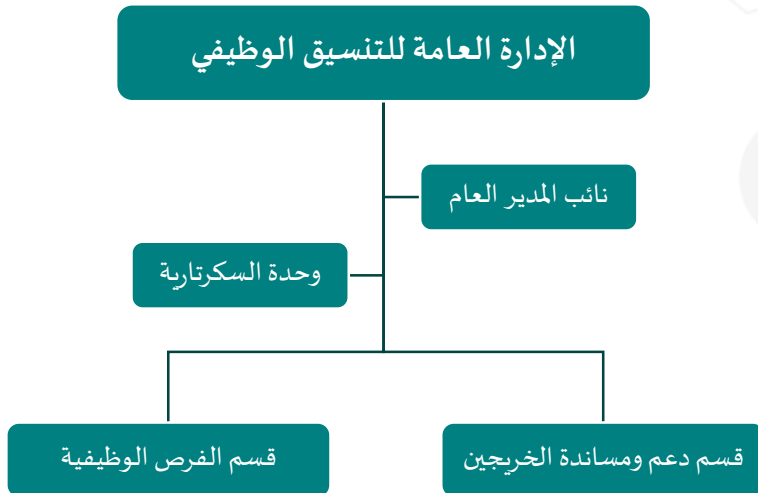 الإدارة العامة للتنسيق الوظيفي
نائب المدير العام
وحدة السكرتارية
قسم دعم ومساندة الخريجين
قسم الفرص الوظيفية